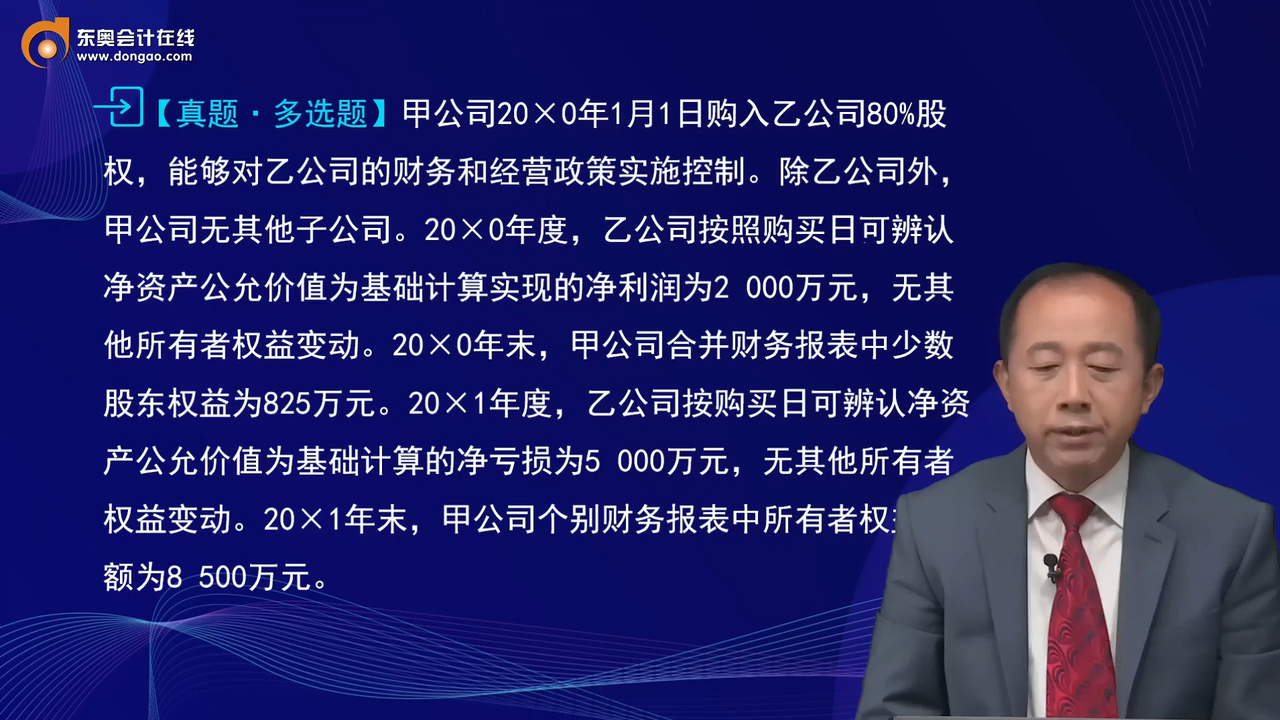 东奥会计在线
www.dongao.com
【真题·多选题】甲公司20×0年1月1日购入乙公司80%股
权，能够对乙公司的财务和经营政策实施控制。除乙公司外，
甲公司无其他子公司。20×0年度，乙公司按照购买日可辨认
净资产公允价值为基础计算实现的净利润为2 000万元，无其
他所有者权益变动。20×0年末，甲公司合并财务报表中少数
股东权益为825万元。20×1年度，乙公司按购买日可辨认净资
产公允价值为基础计算的净亏损为5 000万元，无其他所有者
权益变动。20×1年末，甲公司个别财务报表中所有者权
额为8 500万元。